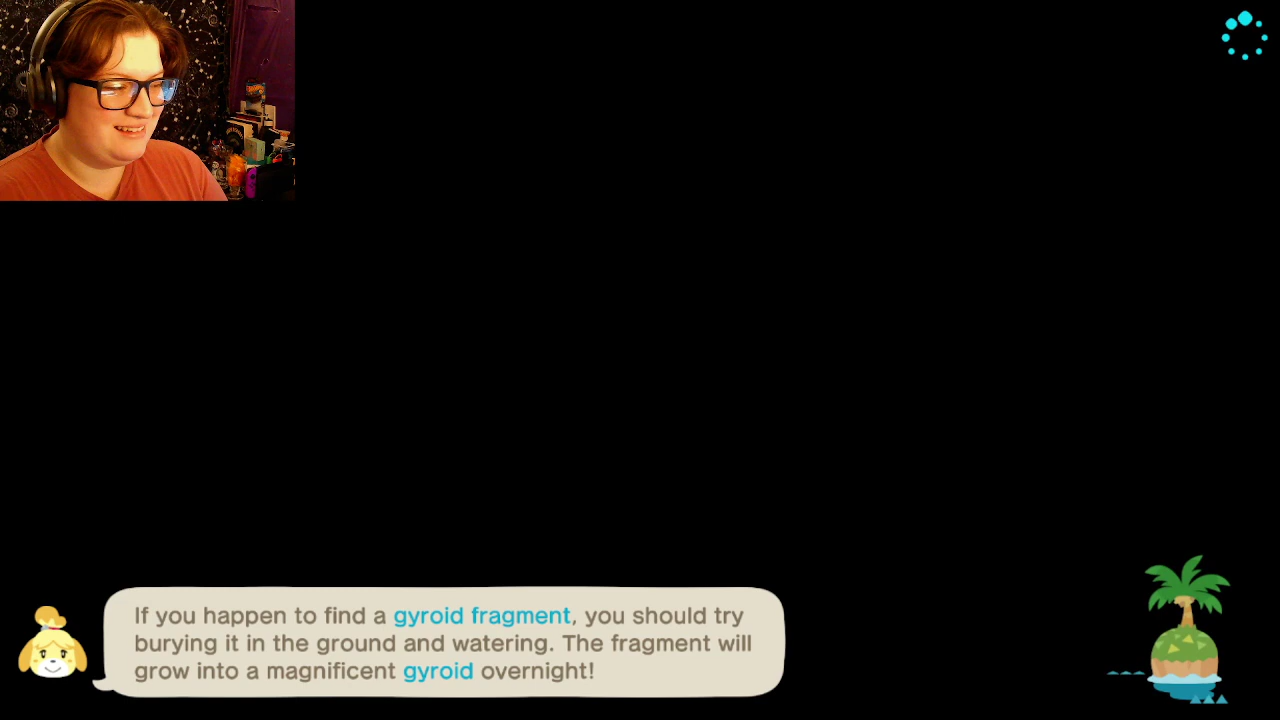 If you happen to find a gyroid fragment, you should try
burying it in the ground and watering. The fragment will
grow into a magnificent gyroid overnight!